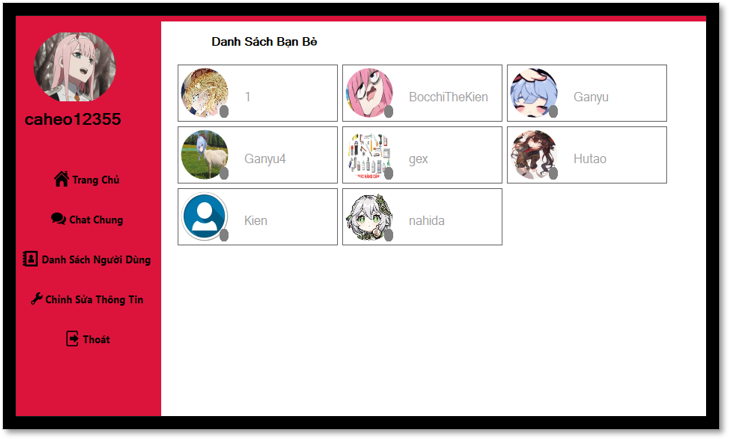 Danh Sách Bạn Bè
caheo12355
Trang Chủ
Chat Chung
Danh Sách Người Dùng
Chỉnh Sửa Thông Tin
Thoát
1
BocchiTheKien
Ganyu
Ganyu4
gex
Hutao
Kien
nahida